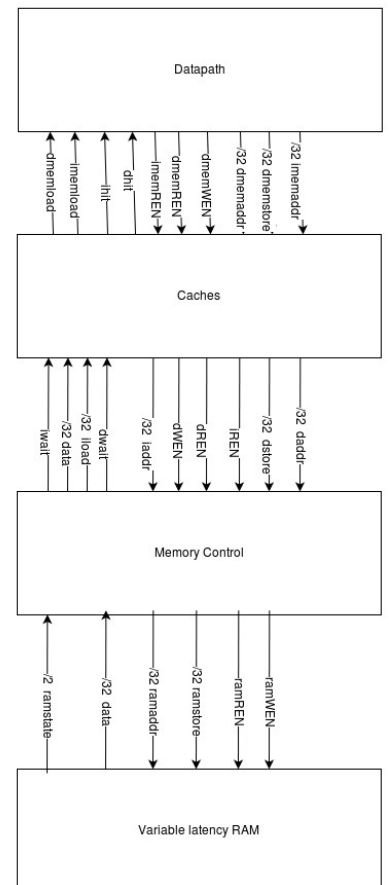 Datapath
dmemload
imemload
ihit
dhit
imemREN
dmemREN
dmemWEN
/32 dmemaddr
/32 dmemstore
/32 imemaddr
Caches
iwait
/32 data
/32 iload
dwait
/32 iaddr
dWEN
dREN
iREN
/32 dstore
/32 daddr
Memory Control
/2 ramstate
/32 data
/32 ramaddr
/32 ramstore
ramREN
ramWEN
Variable latency RAM